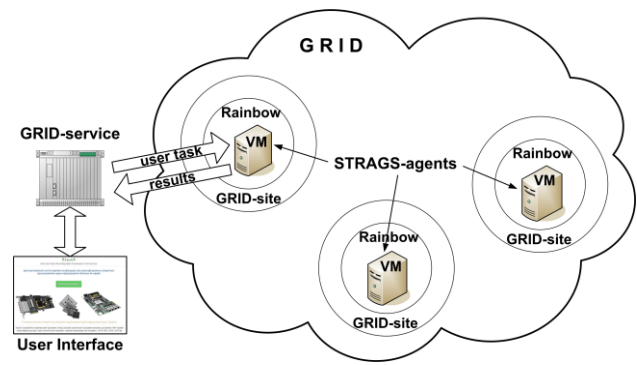 GRID
Rainbow
VM
GRID-site
GRID-service
user task
results
STRAGS-agents
Rainbow
VM
GRID-site
Rainbow
VM
GRID-site
User Interface